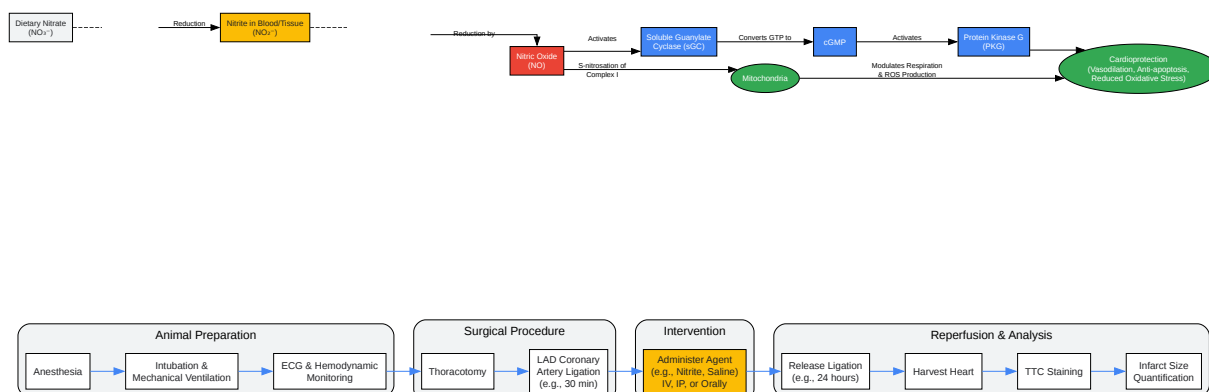 Dietary Nitrate
(NO₃⁻)
Reduction
Nitrite in Blood/Tissue
(NO₂⁻)
Reduction by
Nitric Oxide
(NO)
Activates
S-nitrosation of
Complex I
Soluble Guanylate
Cyclase (sGC)
Converts GTP to
cGMP
Activates
Protein Kinase G
(PKG)
Mitochondria
Modulates Respiration
& ROS Production
Cardioprotection
(Vasodilation, Anti-apoptosis,
Reduced Oxidative Stress)
Animal Preparation
Anesthesia
Intubation &
Mechanical Ventilation
ECG & Hemodynamic
Monitoring
Surgical Procedure
Thoracotomy
LAD Coronary
Artery Ligation
(e.g., 30 min)
Intervention
Administer Agent
(e.g., Nitrite, Saline)
IV, IP, or Orally
Reperfusion & Analysis
Release Ligation
(e.g., 24 hours)
Harvest Heart
TTC Staining
Infarct Size
Quantification